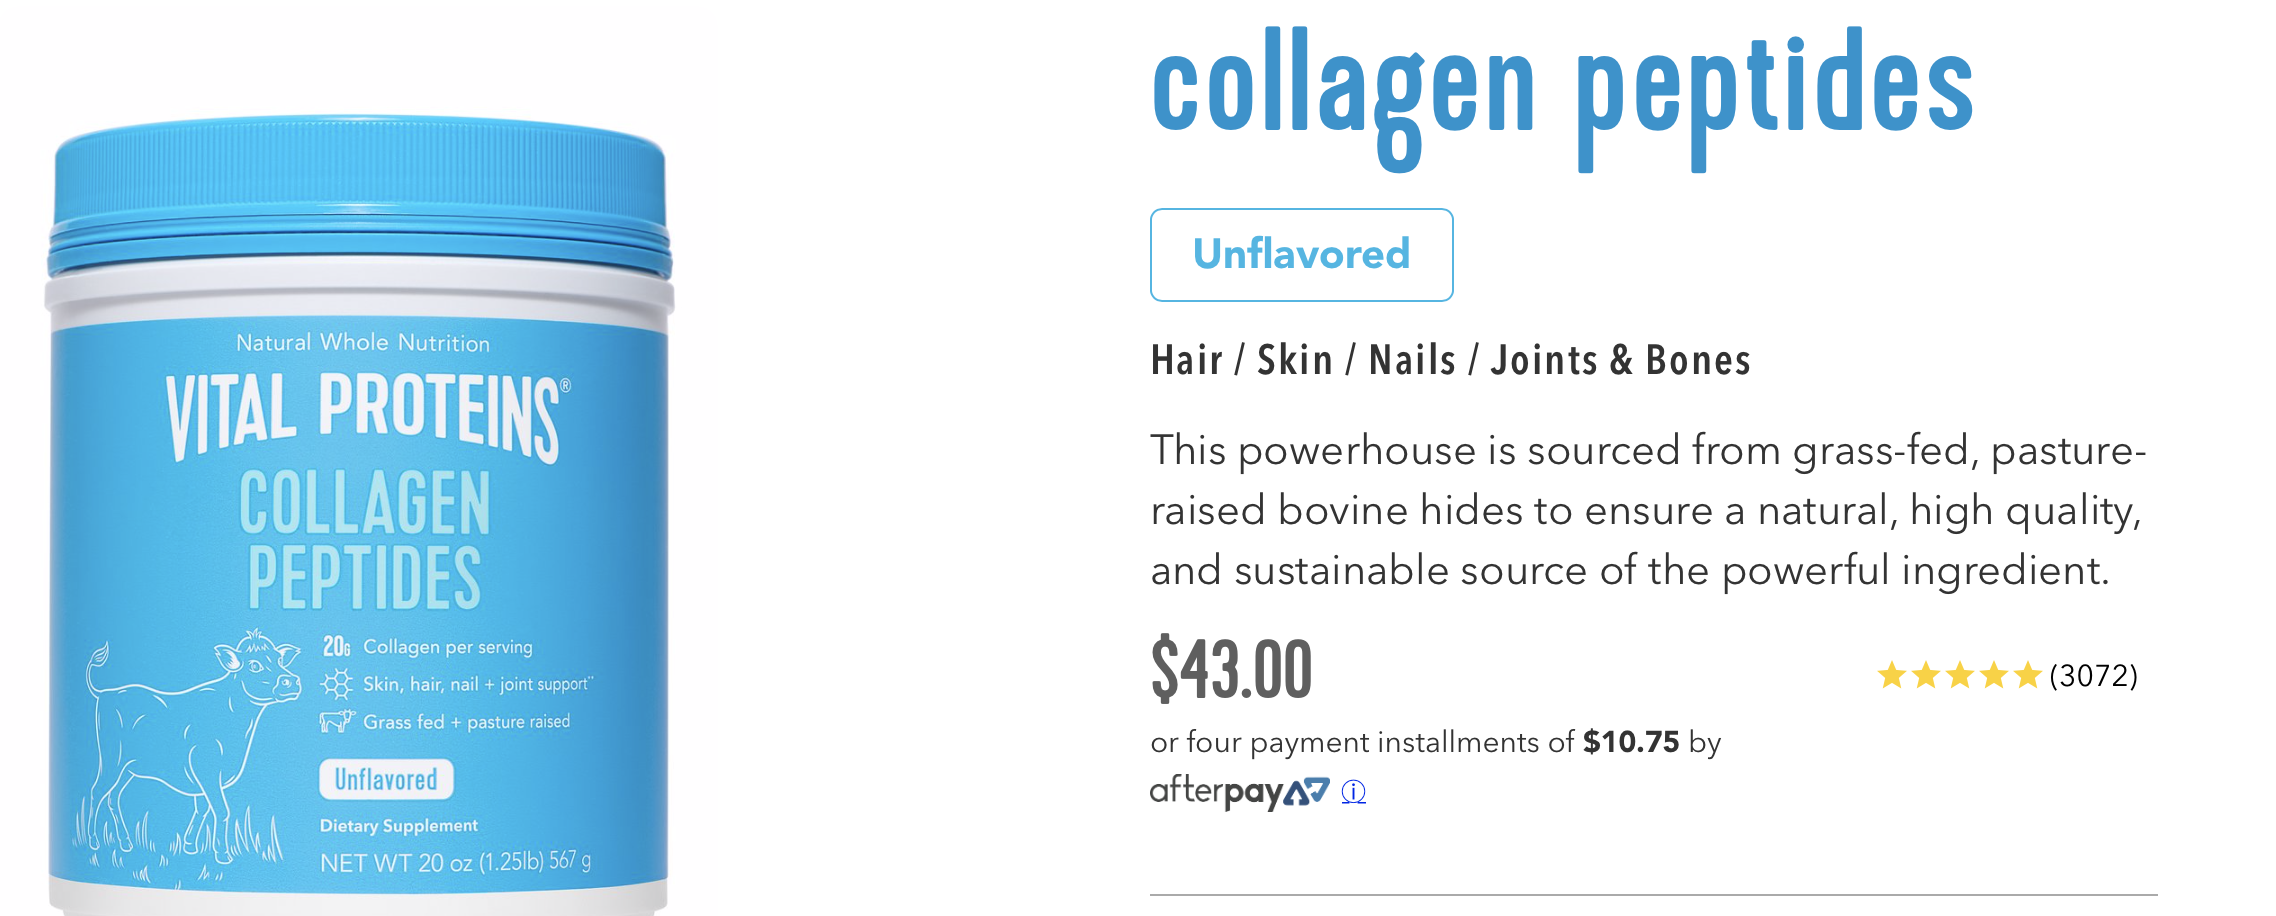 Natural Whole Nutrition
VITAL PROTEINS®
COLLAGEN
PEPTIDES
20G Collagen per serving
Skin, hair, nail + joint support**
Grass fed + pasture raised
Unflavored
Dietary Supplement
NET WT 20 oz (1.25lb) 567 g
collagen peptides
Unflavored
Hair / Skin / Nails / Joints & Bones
This powerhouse is sourced from grass-fed, pasture-
raised bovine hides to ensure a natural, high quality,
and sustainable source of the powerful ingredient.
$43.00
(3072)
or four payment installments of $10.75 by
afterpay